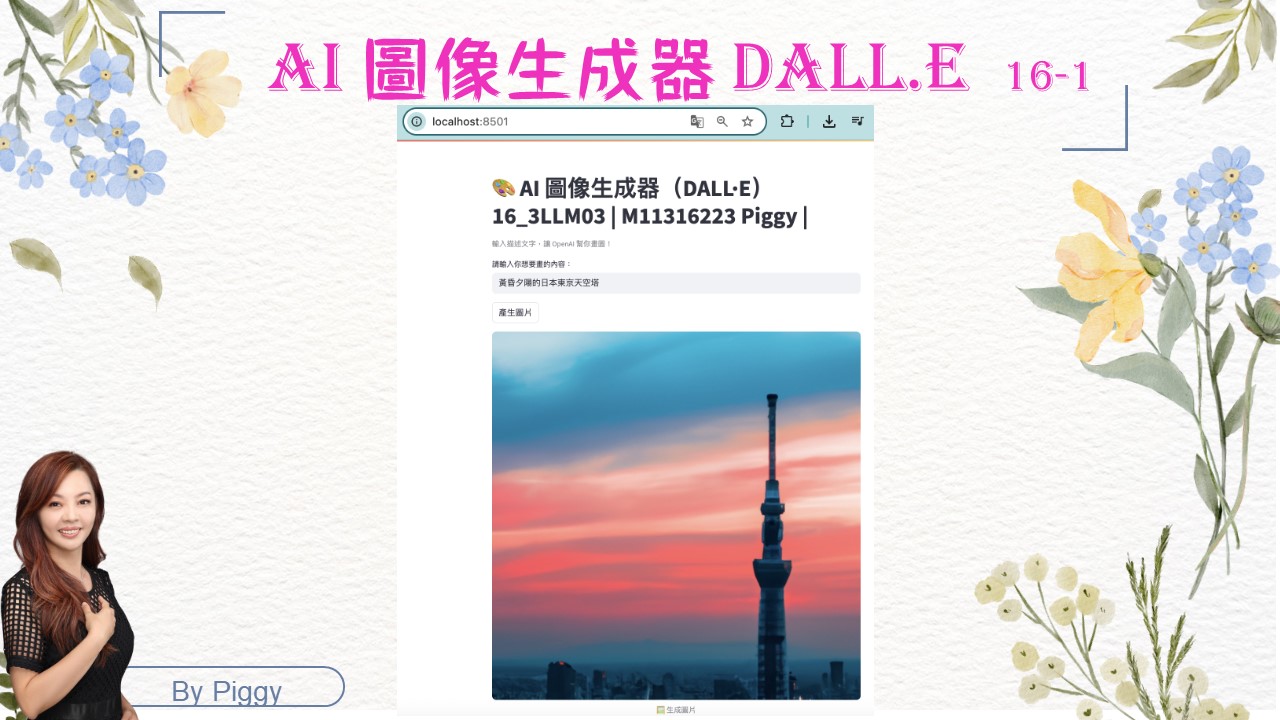 AI 圖像生成器 DALL.E 16-1
localhost:8501
🎨 AI 圖像生成器（DALL·E）
16_3LLM03 | M11316223 Piggy |
輸入描述文字，讓 OpenAI 幫你畫圖！
請輸入你想要畫的內容：
黃昏夕陽的日本東京天空塔
產生圖片
生成圖片
By Piggy